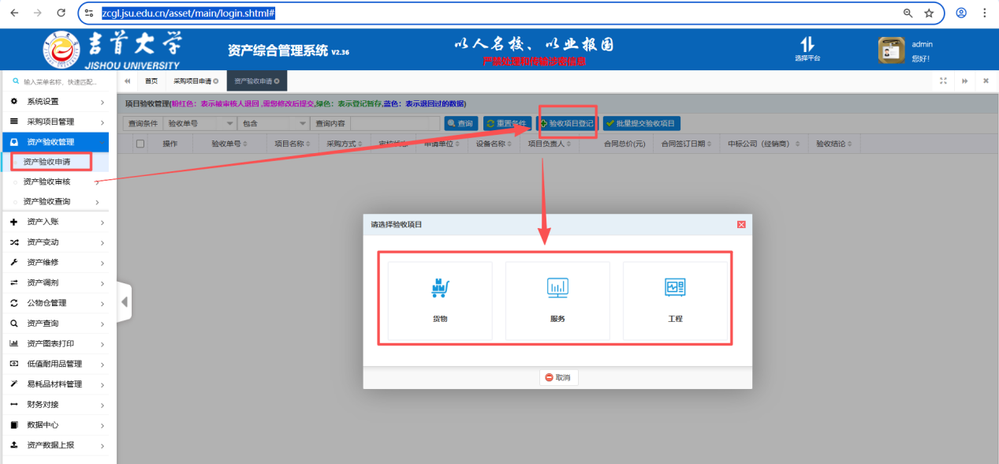 zcgl.jsu.edu.cn/asset/main/login.shtml#
吉首大学
JISHOU UNIVERSITY
资产综合管理系统 V2.36
以人名校、以业报国
严禁处理和传输涉密信息
选择平台
admin
您好!
输入菜单名称，快速匹配...
首页
采购项目申请
资产验收申请
系统设置
采购项目管理
资产验收管理
资产验收申请
资产验收审核
资产验收查询
资产入账
资产变动
资产维修
资产调剂
公物仓管理
资产查询
资产图表打印
低值耐用品管理
易耗品材料管理
财务对接
数据中心
资产数据上报
项目验收管理(粉红色：表示被审核人退回 ,需您修改后提交,绿色：表示登记暂存,蓝色：表示退回过的数据)
查询条件 验收单号 包含 查询内容 查询 重置条件 验收项目登记 批量提交验收项目
操作 验收单号 项目名称 采购方式 审核状态 申请单位 设备名称 项目负责人 合同总价(元) 合同签订日期 中标公司（经销商） 验收结论
请选择验收项目
货物 服务 工程
取消